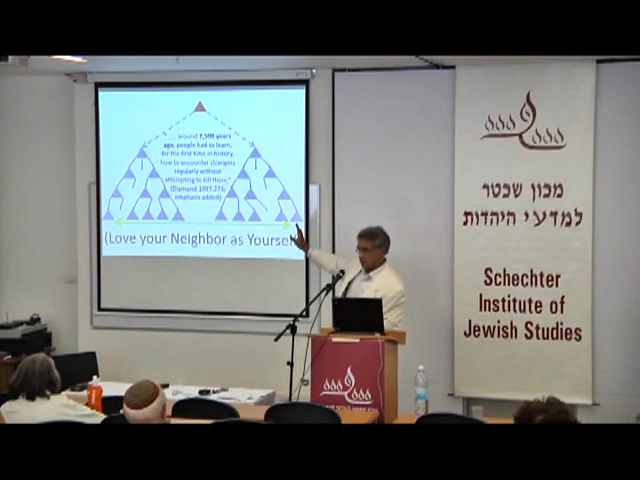 ... around 7,500 years
ago, people had to learn,
for the first time in history,
how to encounter strangers
regularly without
attempting to kill them."
(Diamond 1997:273;
emphasis added)
(Love your Neighbor as Yourself
מכון שכטר
למדעי היהדות
Schechter
Institute of
Jewish Studies